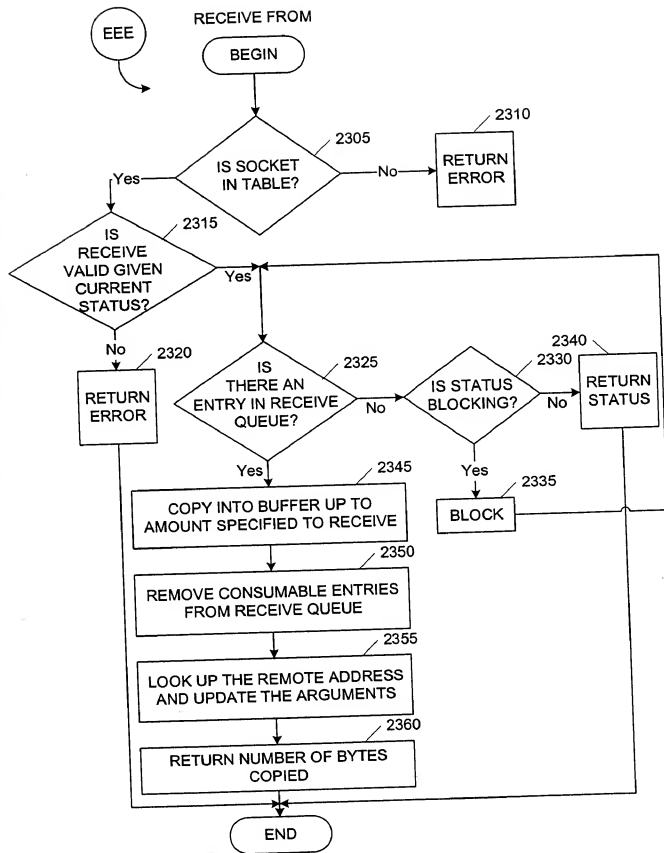 EEE
RECEIVE FROM
BEGIN
2305
IS SOCKET
IN TABLE?
Yes
No
2310
RETURN
ERROR
2315
IS
RECEIVE
VALID GIVEN
CURRENT
STATUS?
Yes
No
2320
RETURN
ERROR
2325
IS
THERE AN
ENTRY IN RECEIVE
QUEUE?
No
Yes
2330
IS STATUS
BLOCKING?
No
Yes
2340
RETURN
STATUS
2335
BLOCK
2345
COPY INTO BUFFER UP TO
AMOUNT SPECIFIED TO RECEIVE
2350
REMOVE CONSUMABLE ENTRIES
FROM RECEIVE QUEUE
2355
LOOK UP THE REMOTE ADDRESS
AND UPDATE THE ARGUMENTS
2360
RETURN NUMBER OF BYTES
COPIED
END